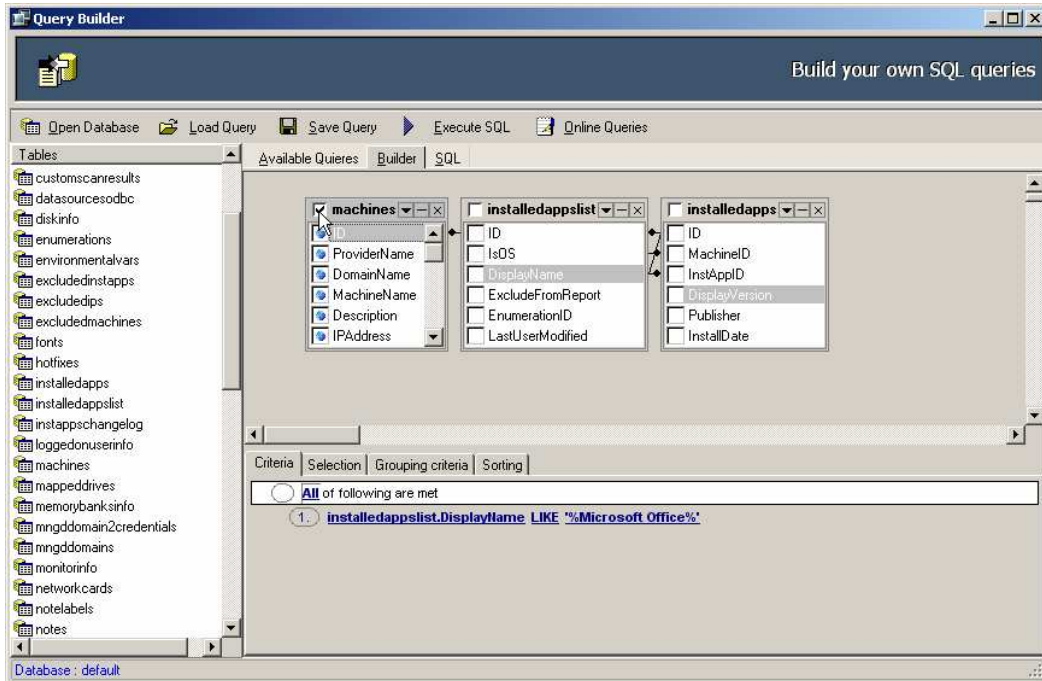 Query Builder
Build your own SQL queries
Open Database Load Query Save Query Execute SQL Online Queries
Tables
customscanresults
datasourcesodbc
diskinfo
enumerations
environmentalvars
excludedinstapps
excludedips
excludedmachines
fonts
hotfixes
installedapps
installedappslist
instappschangelog
loggedonuserinfo
machines
mappeddrives
memorybanksinfo
mngddomain2credentials
mngddomains
monitorinfo
networkcards
notelabels
notes
Available Quieres Builder SQL
machines
ID
ProviderName
DomainName
MachineName
Description
IPAddress
installedappslist
ID
IsOS
DisplayName
ExcludeFromReport
EnumerationID
LastUserModified
installedapps
ID
MachineID
InstAppID
DisplayVersion
Publisher
InstallDate
Criteria Selection Grouping criteria Sorting
All of following are met
1. installedappslist.DisplayName LIKE '%Microsoft Office%'
Database : default